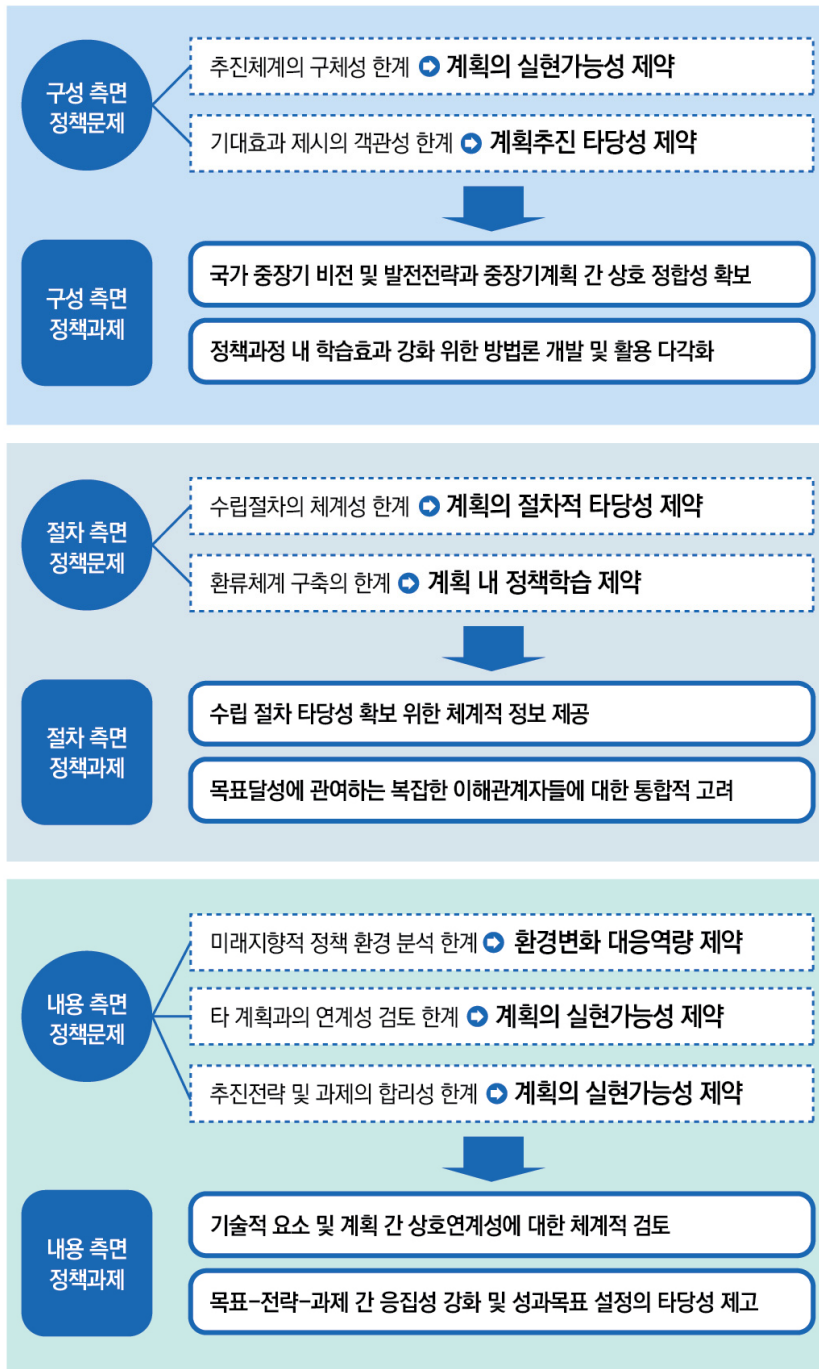 구성 측면
정책문제
추진체계의 구체성 한계 ➲ 계획의 실현가능성 제약
기대효과 제시의 객관성 한계 ➲ 계획추진 타당성 제약
구성 측면
정책과제
국가 중장기 비전 및 발전전략과 중장기계획 간 상호 정합성 확보
정책과정 내 학습효과 강화 위한 방법론 개발 및 활용 다각화
절차 측면
정책문제
수립절차의 체계성 한계 ➲ 계획의 절차적 타당성 제약
환류체계 구축의 한계 ➲ 계획 내 정책학습 제약
절차 측면
정책과제
수립 절차 타당성 확보 위한 체계적 정보 제공
목표달성에 관여하는 복잡한 이해관계자들에 대한 통합적 고려
내용 측면
정책문제
미래지향적 정책 환경 분석 한계 ➲ 환경변화 대응역량 제약
타 계획과의 연계성 검토 한계 ➲ 계획의 실현가능성 제약
추진전략 및 과제의 합리성 한계 ➲ 계획의 실현가능성 제약
내용 측면
정책과제
기술적 요소 및 계획 간 상호연계성에 대한 체계적 검토
목표-전략-과제 간 응집성 강화 및 성과목표 설정의 타당성 제고